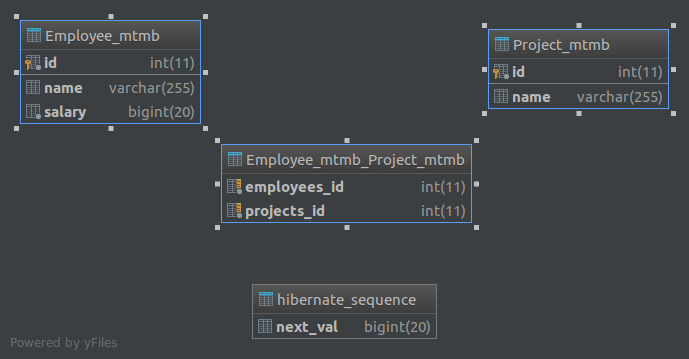 Employee_mtmb
id int(11)
name varchar(255)
salary bigint(20)
Project_mtmb
id int(11)
name varchar(255)
Employee_mtmb_Project_mtmb
employees_id int(11)
projects_id int(11)
hibernate_sequence
next_val bigint(20)
Powered by yFiles